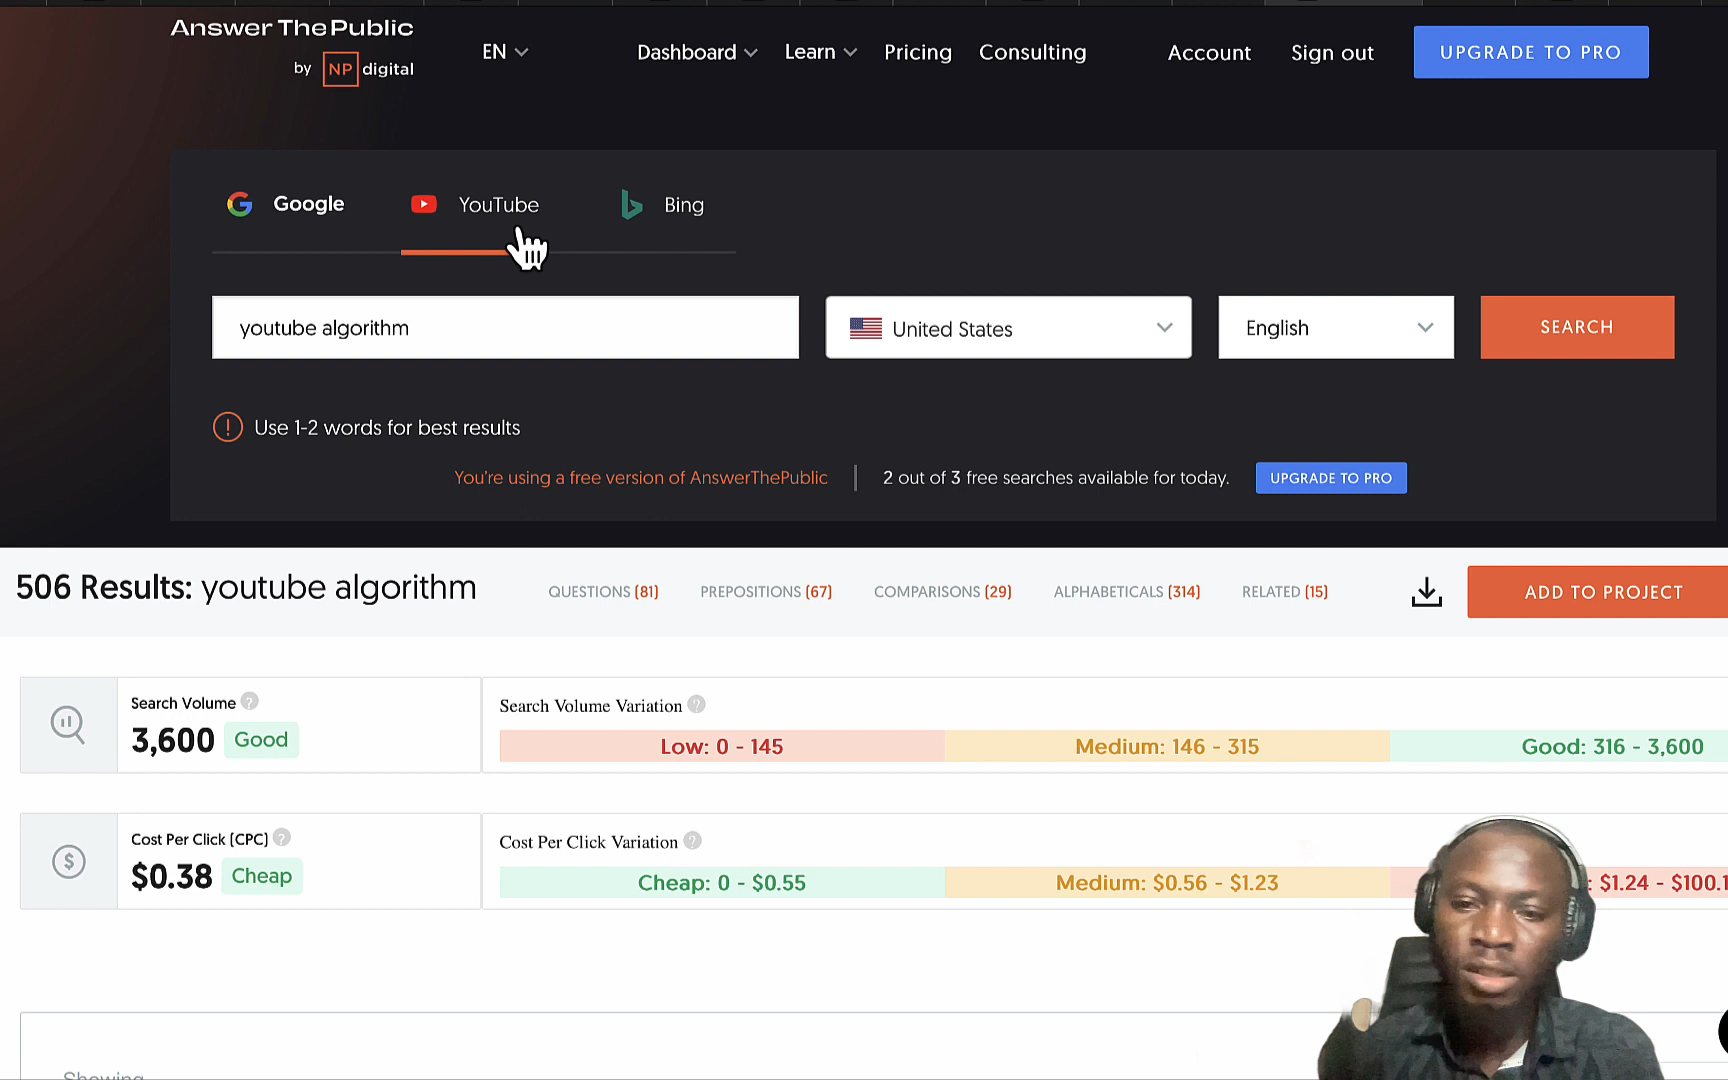 Answer The Public
by NP digital
EN
Dashboard
Learn
Pricing
Consulting
Account
Sign out
UPGRADE TO PRO
Google
YouTube
Bing
youtube algorithm
United States
English
SEARCH
Use 1-2 words for best results
You're using a free version of AnswerThePublic
2 out of 3 free searches available for today.
UPGRADE TO PRO
506 Results: youtube algorithm
QUESTIONS (81)
PREPOSITIONS (67)
COMPARISONS (29)
ALPHABETICALS (314)
RELATED (15)
ADD TO PROJECT
Search Volume ?
3,600 Good
Search Volume Variation ?
Low: 0 - 145
Medium: 146 - 315
Good: 316 - 3,600
Cost Per Click (CPC) ?
$0.38 Cheap
Cost Per Click Variation ?
Cheap: 0 - $0.55
Medium: $0.56 - $1.23
: $1.24 - $100.1
Showing